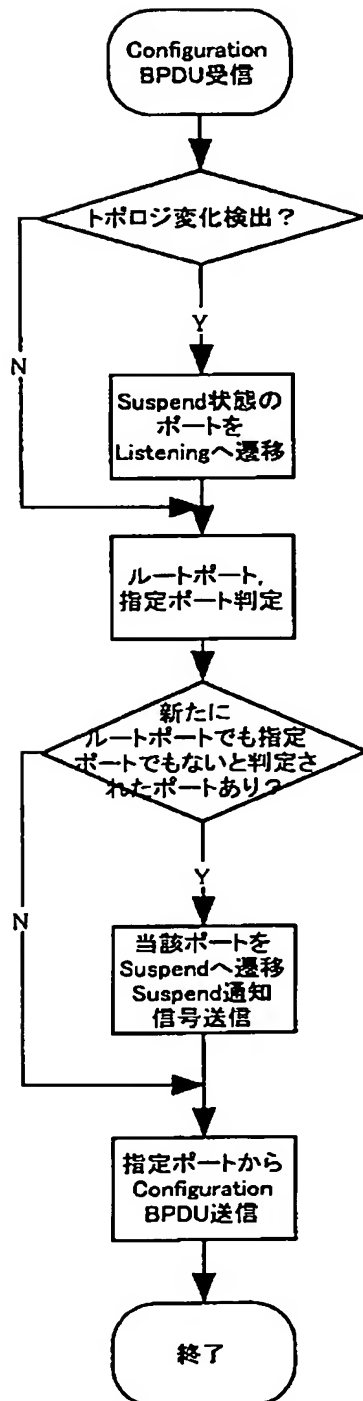 Configuration
BPDU受信
トポロジ変化検出？
Y
N
Suspend状態の
ポートを
Listeningへ遷移
ルートポート，
指定ポート判定
新たに
ルートポートでも指定
ポートでもないと判定さ
れたポートあり？
Y
N
当該ポートを
Suspendへ遷移
Suspend通知
信号送信
指定ポートから
Configuration
BPDU送信
終了